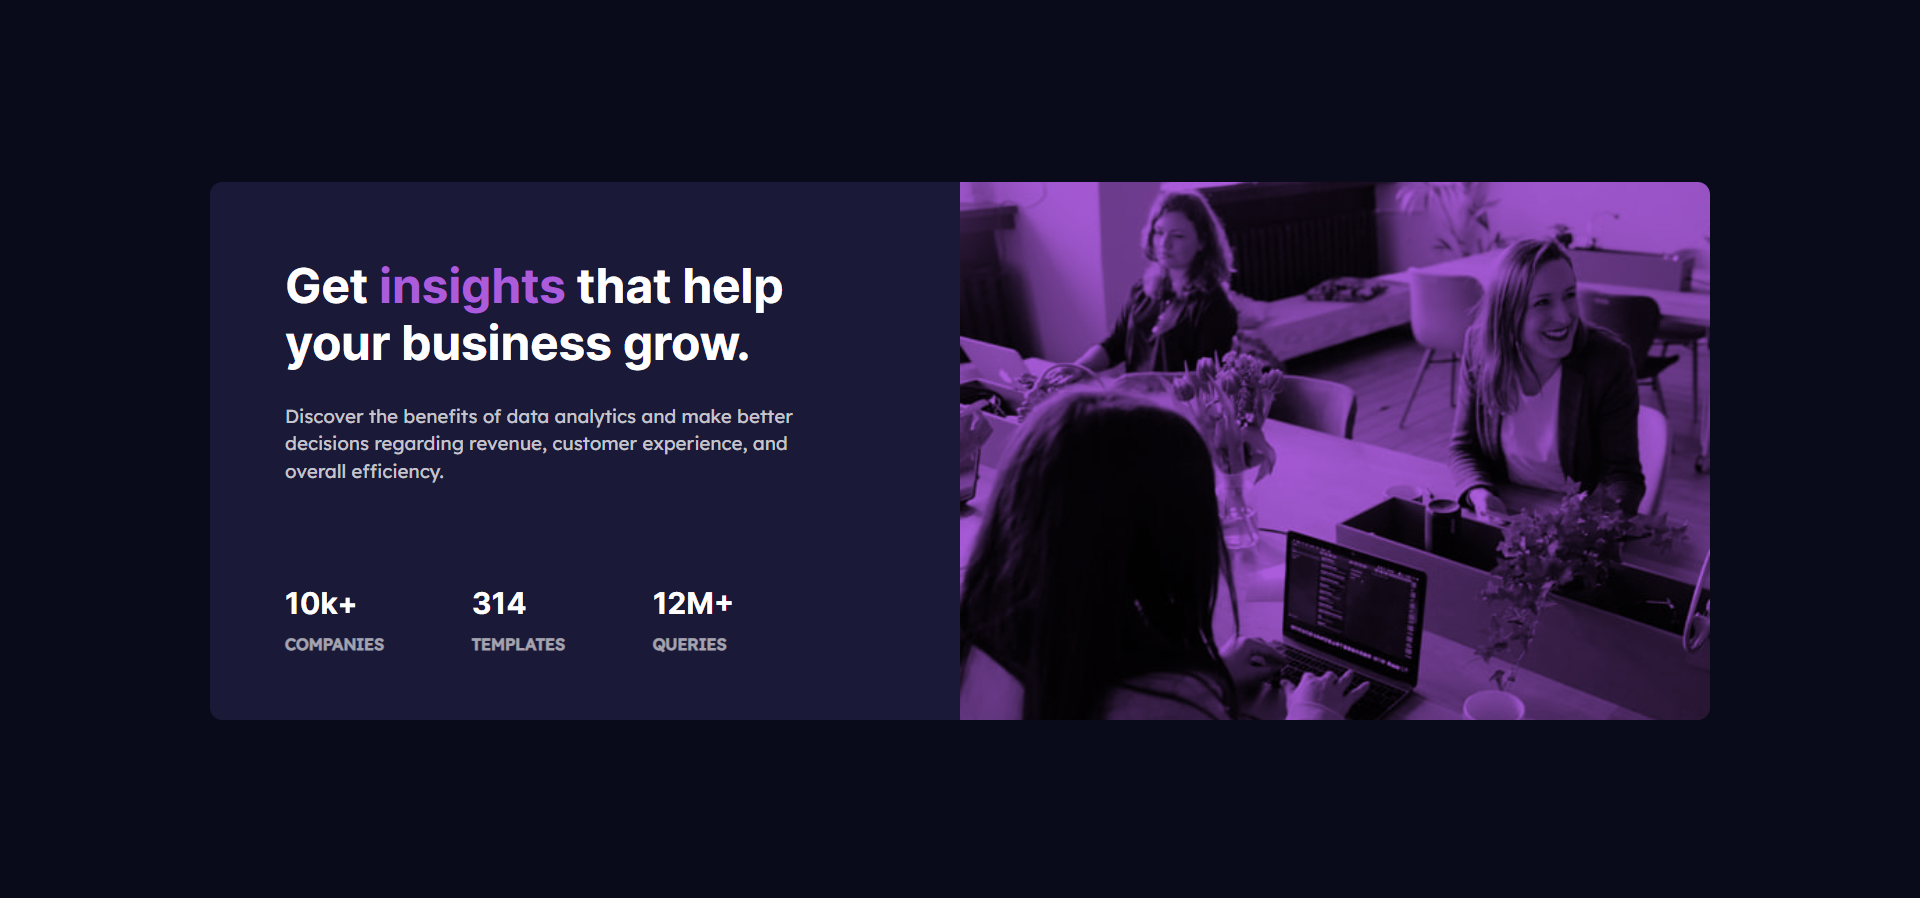 Get insights that help
your business grow.
Discover the benefits of data analytics and make better
decisions regarding revenue, customer experience, and
overall efficiency.
10k+ 314 12M+
COMPANIES TEMPLATES QUERIES